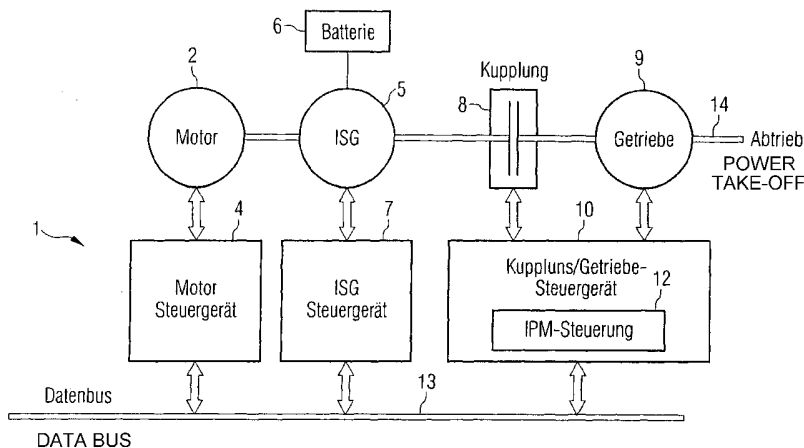 6
Batterie
2
5
Kupplung
8
9
14
Motor
ISG
Getriebe
Abtrieb
POWER
TAKE-OFF
1
4
7
10
Motor
Steuergerät
ISG
Steuergerät
Kuppluns/Getriebe-
Steuergerät
12
IPM-Steuerung
Datenbus
13
DATA BUS